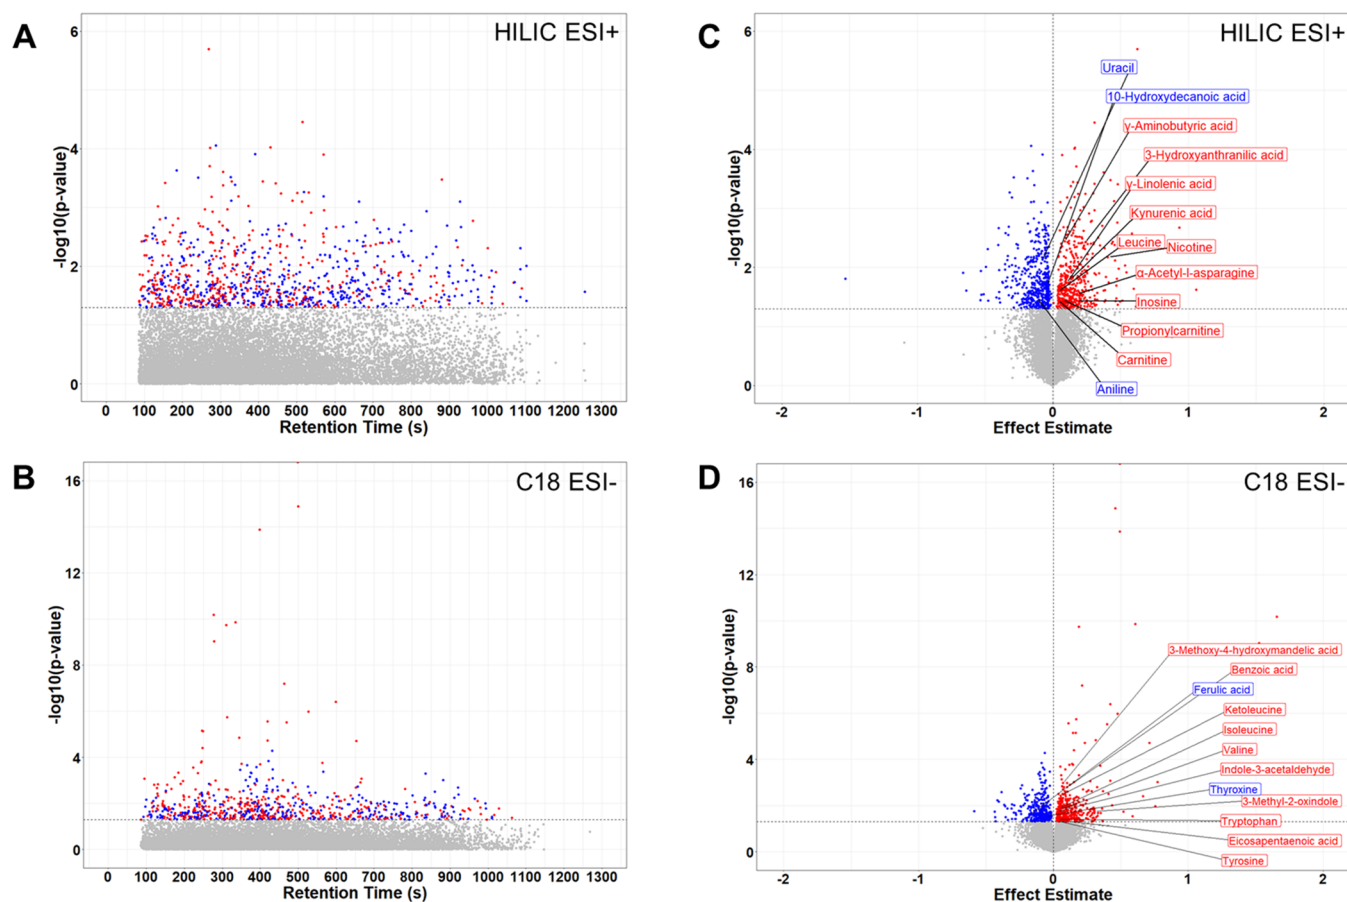 A
HILIC ESI+
6
4
2
0
-log10(p-value)
0 100 200 300 400 500 600 700 800 900 1000 1100 1300
Retention Time (s)
C
HILIC ESI+
6
4
2
0
-log10(p-value)
Uracil
10-Hydroxydecanoic acid
γ-Aminobutyric acid
3-Hydroxyanthranilic acid
γ-Linolenic acid
Kynurenic acid
Leucine
Nicotine
α-Acetyl-l-asparagine
Inosine
Propionylcarnitine
Carnitine
Aniline
-2 -1 0 1 2
Effect Estimate
B
C18 ESI-
16
12
8
4
0
-log10(p-value)
0 100 200 300 400 500 600 700 800 900 1000 1100 1300
Retention Time (s)
D
C18 ESI-
16
12
8
4
0
-log10(p-value)
3-Methoxy-4-hydroxymandelic acid
Benzoic acid
Ferulic acid
Ketoleucine
Isoleucine
Valine
Indole-3-acetaldehyde
Thyroxine
3-Methyl-2-oxindole
Tryptophan
Eicosapentaenoic acid
Tyrosine
-2 -1 0 1 2
Effect Estimate